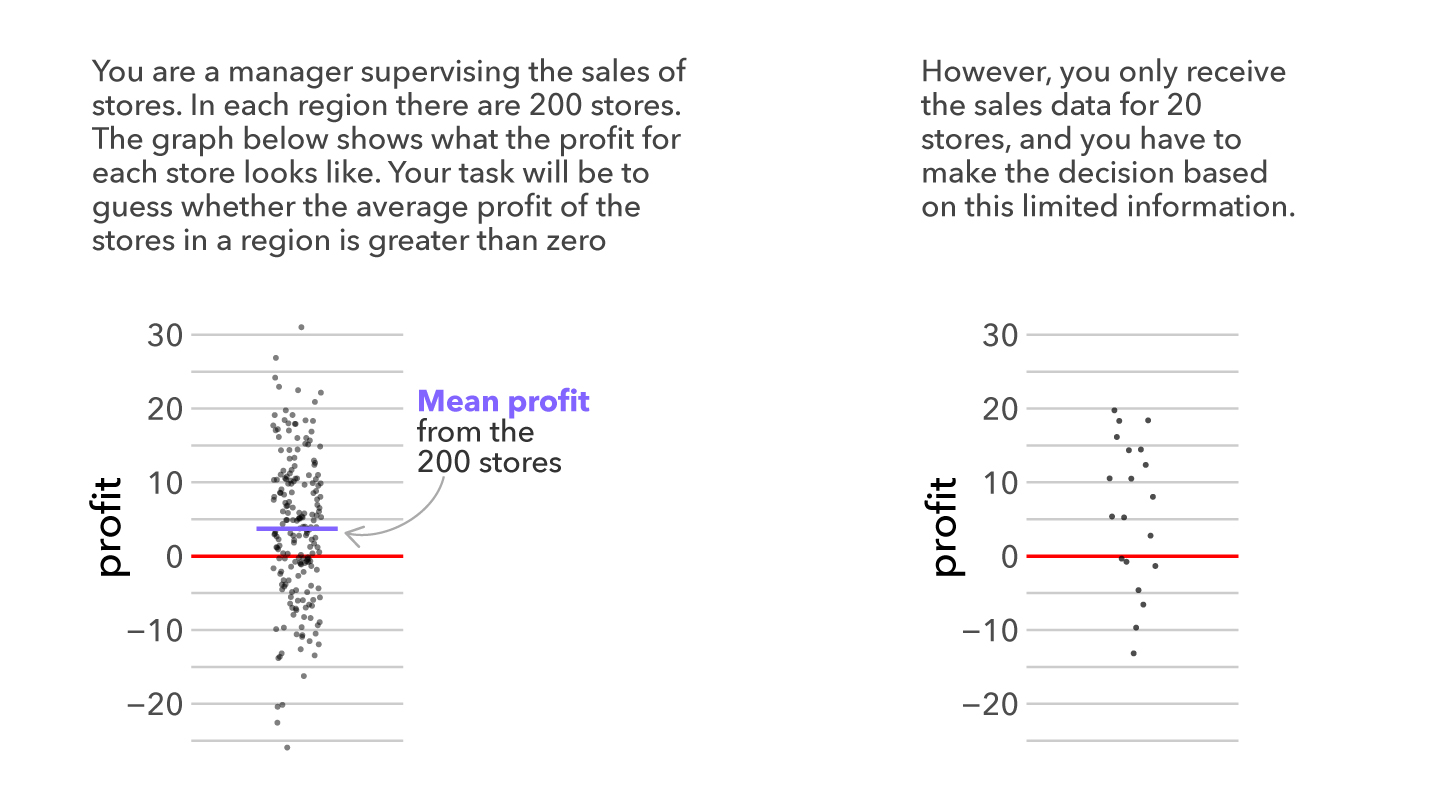 You are a manager supervising the sales of
stores. In each region there are 200 stores.
The graph below shows what the profit for
each store looks like. Your task will be to
guess whether the average profit of the
stores in a region is greater than zero
However, you only receive
the sales data for 20
stores, and you have to
make the decision based
on this limited information.
profit
30
20
10
0
−10
−20
Mean profit
from the
200 stores
profit
30
20
10
0
−10
−20